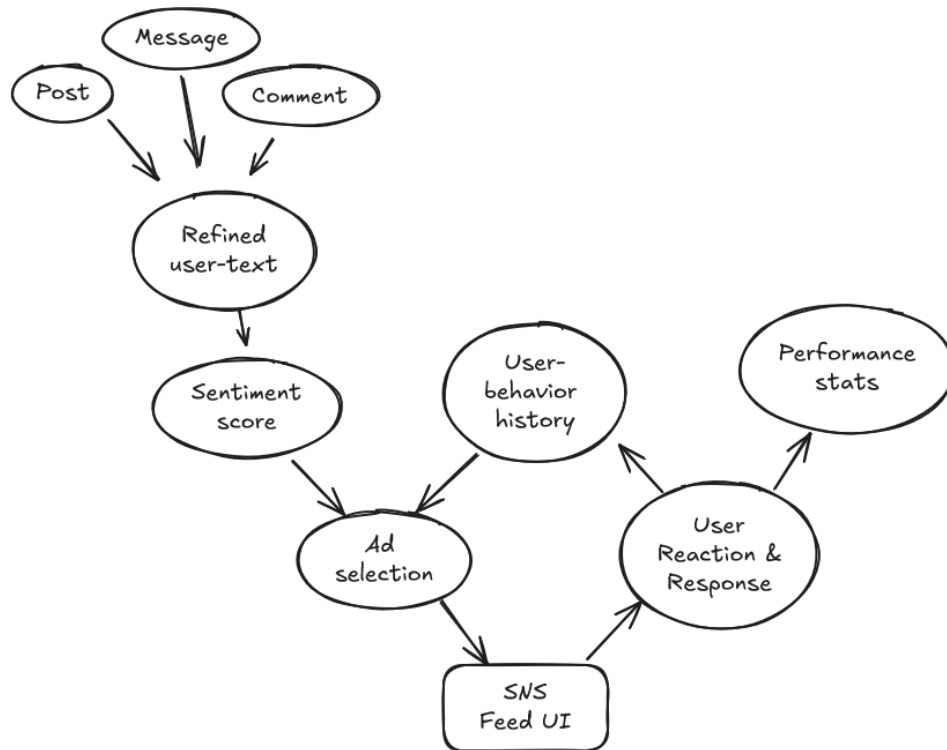 Message
Post
Comment
Refined
user-text
Sentiment
score
User-
behavior
history
Performance
stats
Ad
selection
User
Reaction &
Response
SNS
Feed UI